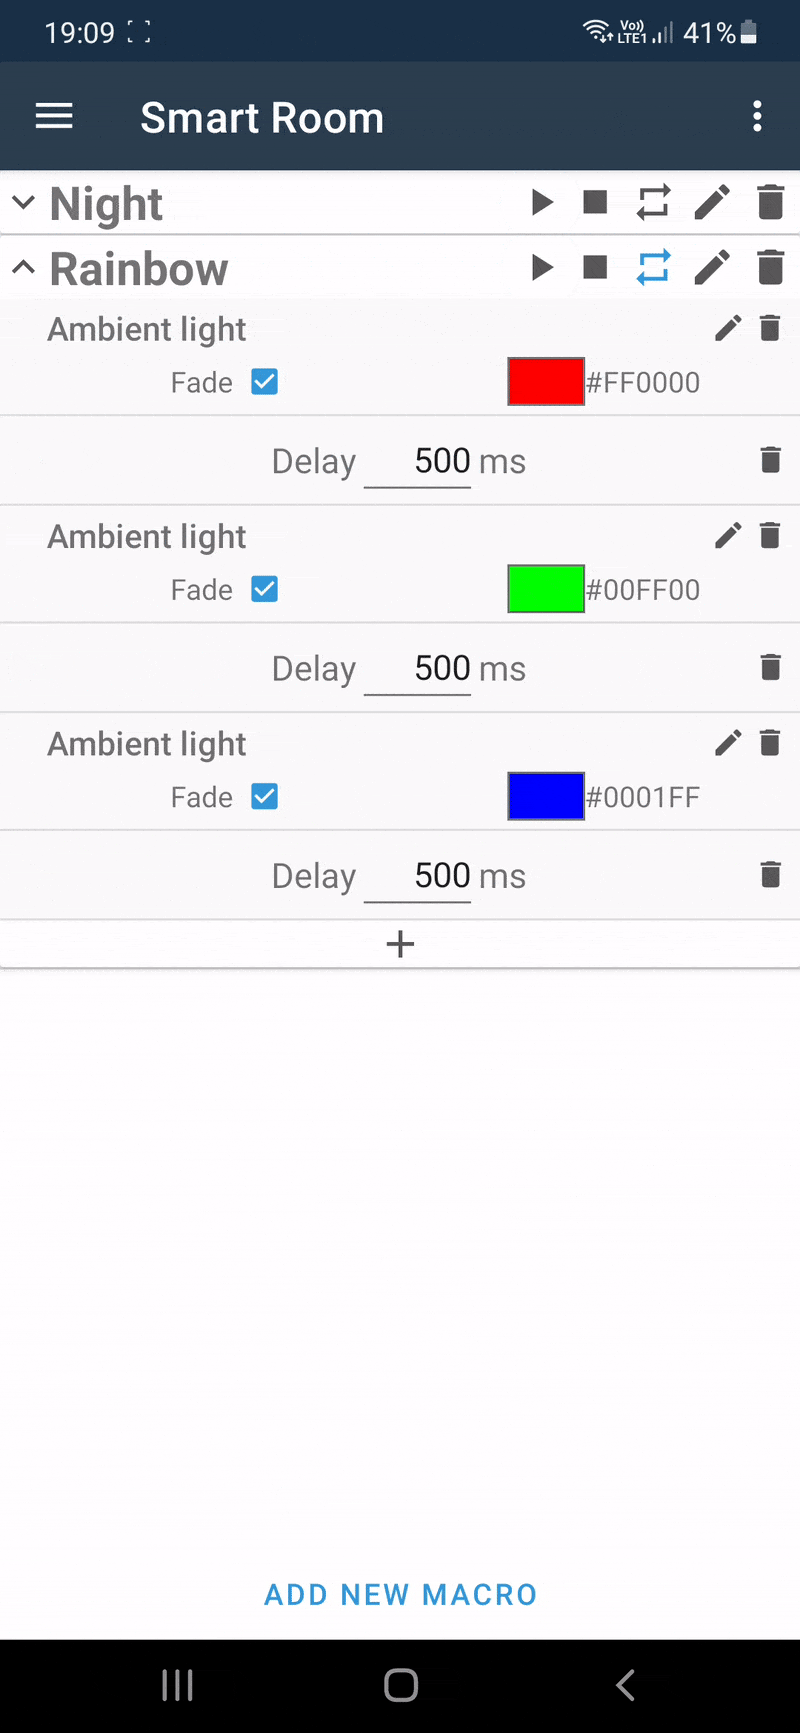 19:09 Vo)) LTE1 41%
Smart Room
Night
Rainbow
Ambient light
Fade #FF0000
Delay 500 ms
Ambient light
Fade #00FF00
Delay 500 ms
Ambient light
Fade #0001FF
Delay 500 ms
+
ADD NEW MACRO